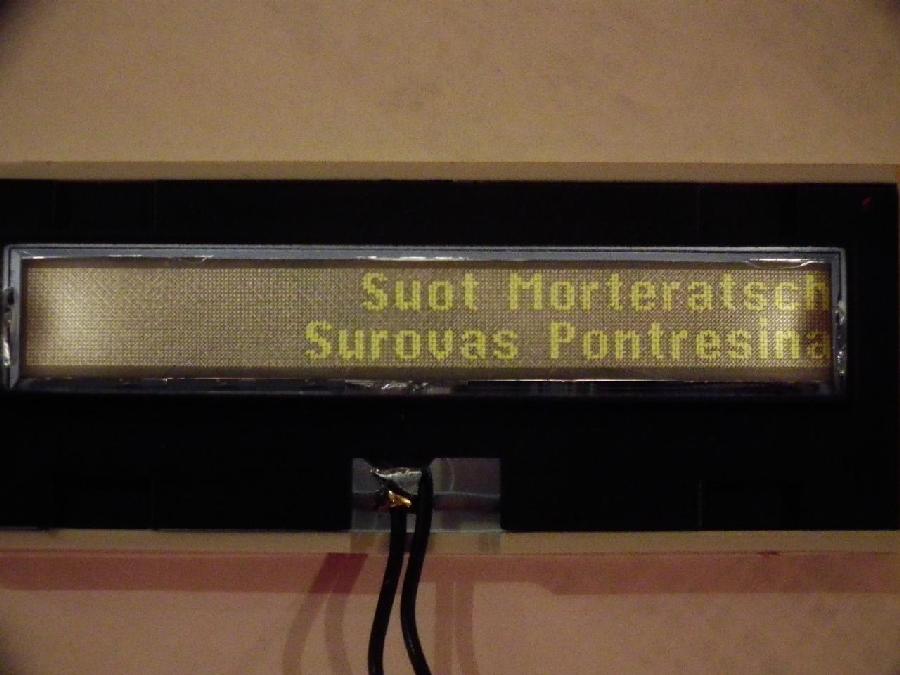 Suot Morteratsch
Surovas Pontresina